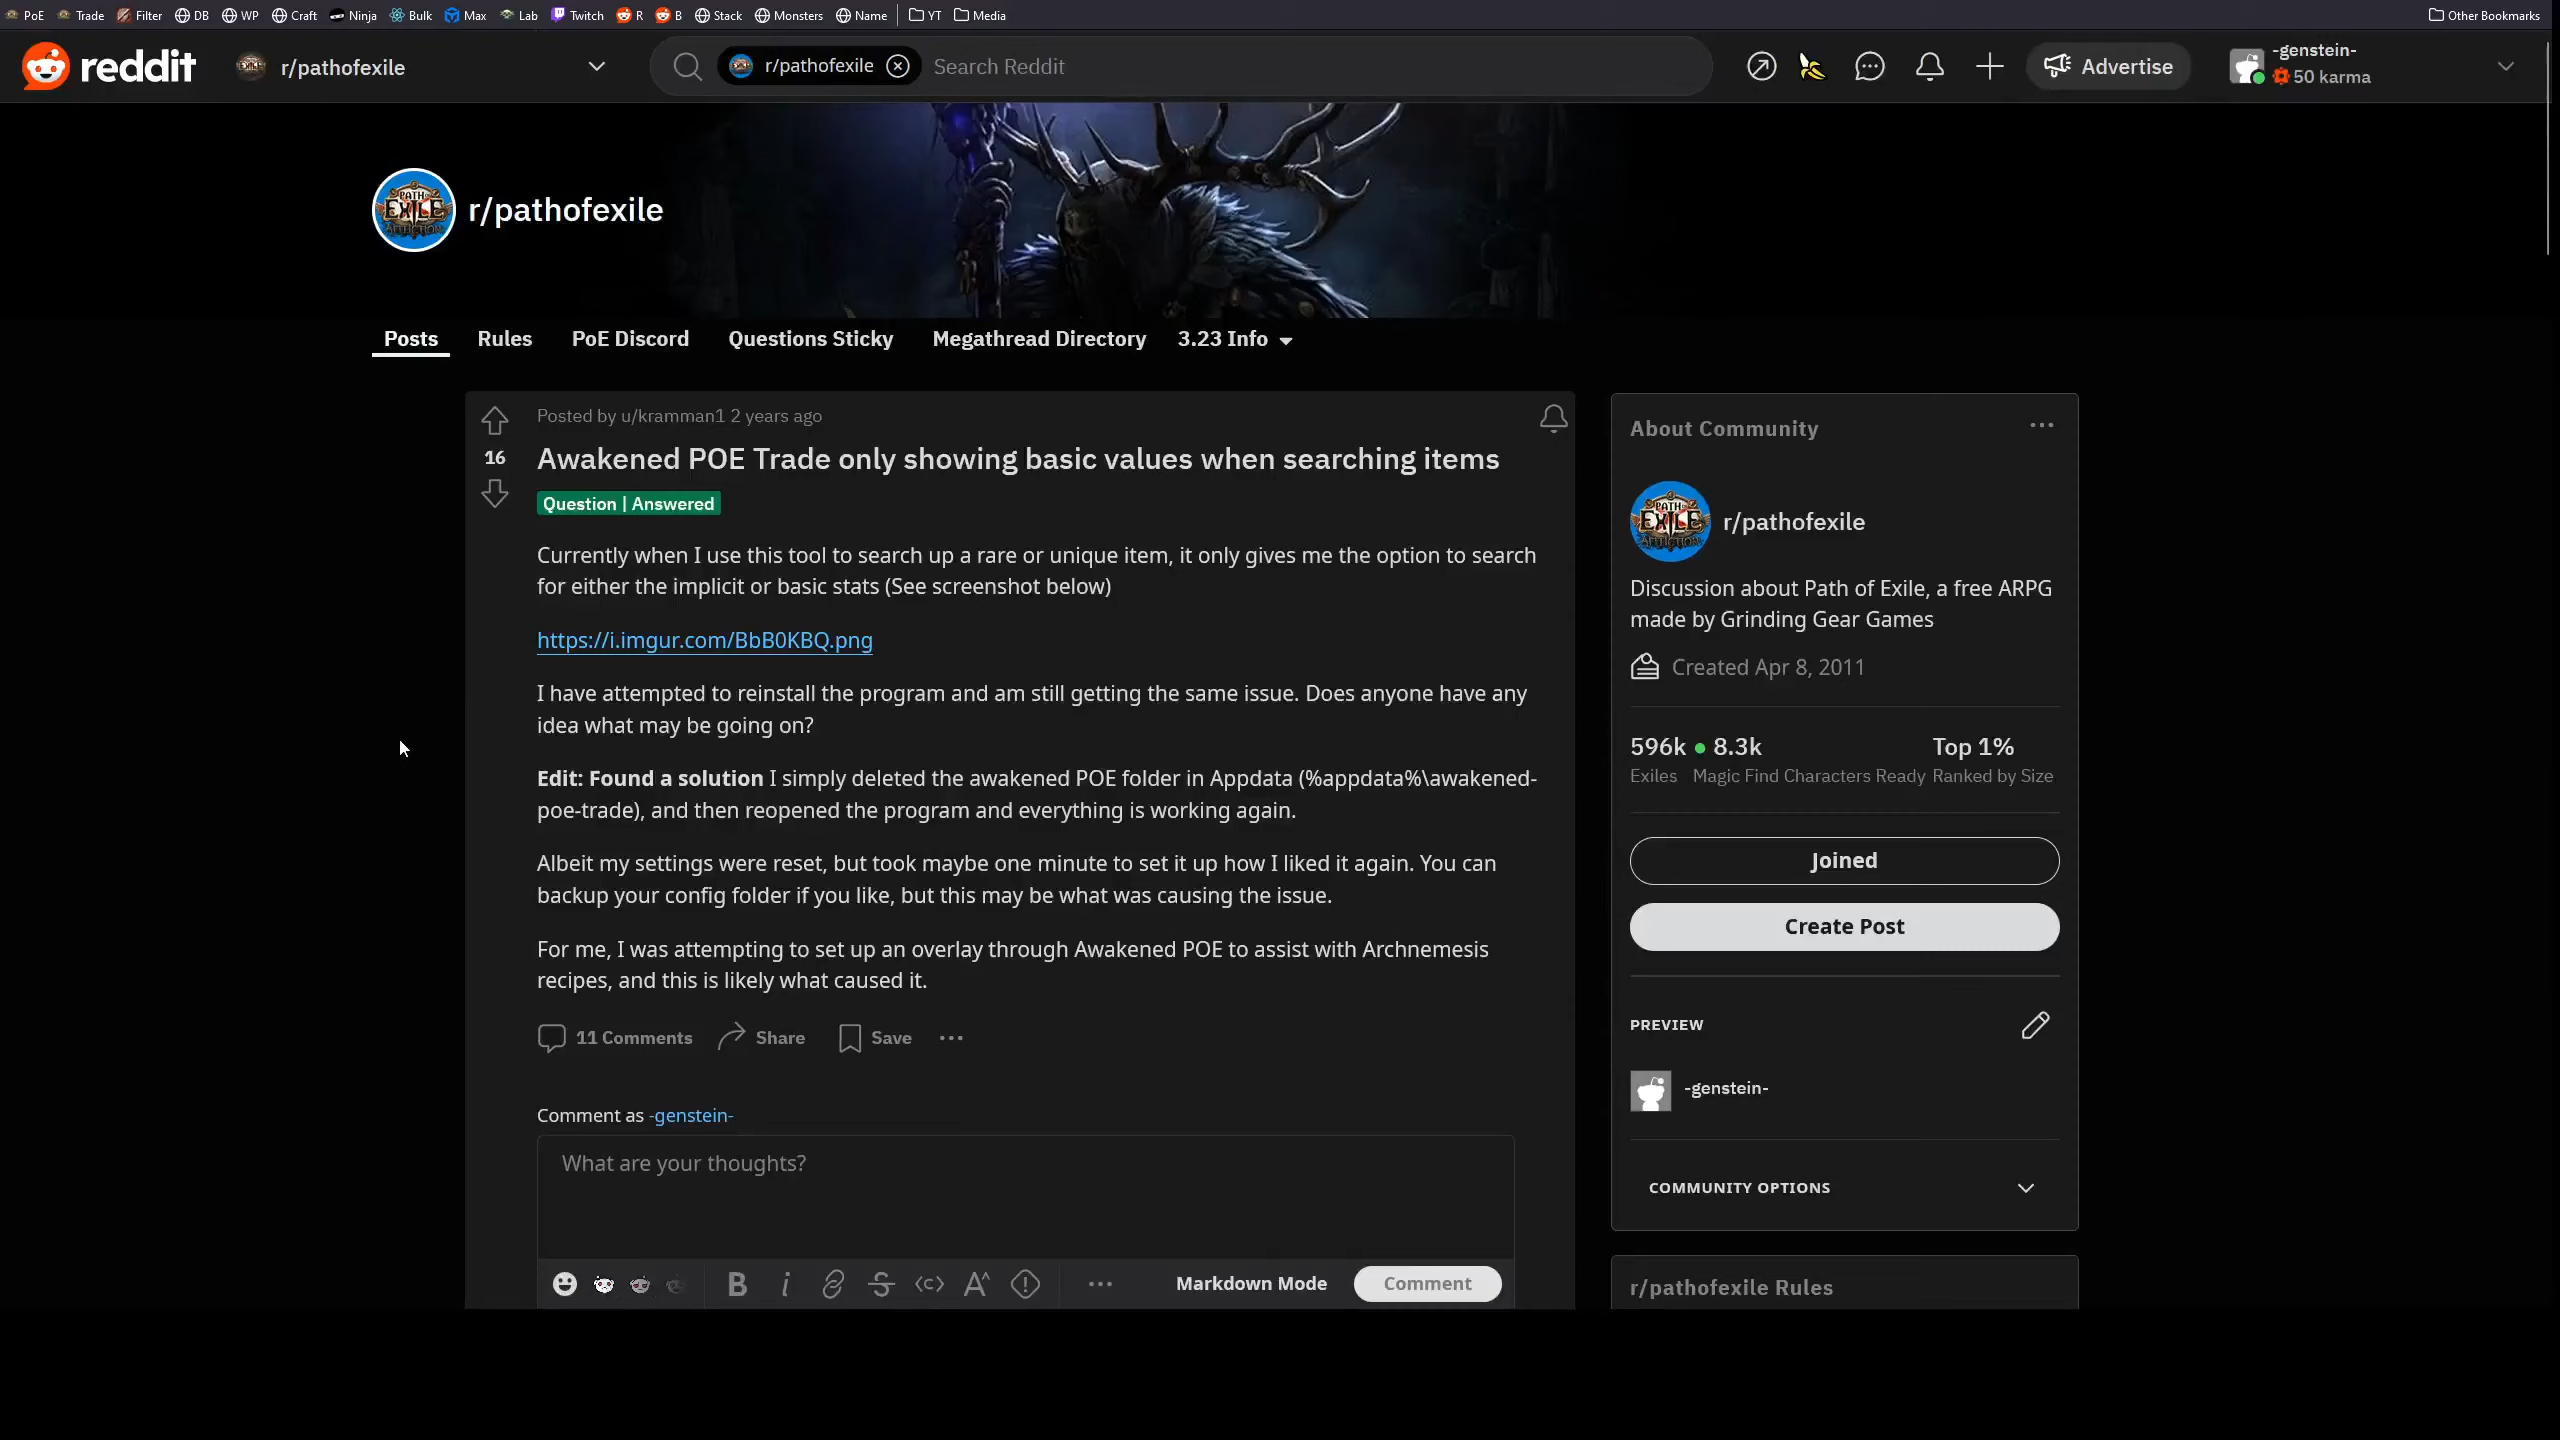 PoE Trade Filter DB WP Craft Ninja Bulk Max Lab Twitch R B Stack Monsters Name YT Media Other Bookmarks
reddit r/pathofexile r/pathofexile Search Reddit Advertise -genstein- 50 karma
r/pathofexile
Posts Rules PoE Discord Questions Sticky Megathread Directory 3.23 Info
Posted by u/kramman1 2 years ago
16
Awakened POE Trade only showing basic values when searching items
Question | Answered
Currently when I use this tool to search up a rare or unique item, it only gives me the option to search
for either the implicit or basic stats (See screenshot below)
https://i.imgur.com/BbB0KBQ.png
I have attempted to reinstall the program and am still getting the same issue. Does anyone have any
idea what may be going on?
Edit: Found a solution I simply deleted the awakened POE folder in Appdata (%appdata%\awakened-
poe-trade), and then reopened the program and everything is working again.
Albeit my settings were reset, but took maybe one minute to set it up how I liked it again. You can
backup your config folder if you like, but this may be what was causing the issue.
For me, I was attempting to set up an overlay through Awakened POE to assist with Archnemesis
recipes, and this is likely what caused it.
11 Comments Share Save
Comment as -genstein-
What are your thoughts?
Markdown Mode Comment
About Community
PATH OF EXILE AFFLICTION
r/pathofexile
Discussion about Path of Exile, a free ARPG
made by Grinding Gear Games
Created Apr 8, 2011
596k 8.3k Top 1%
Exiles Magic Find Characters Ready Ranked by Size
Joined
Create Post
PREVIEW
-genstein-
COMMUNITY OPTIONS
r/pathofexile Rules